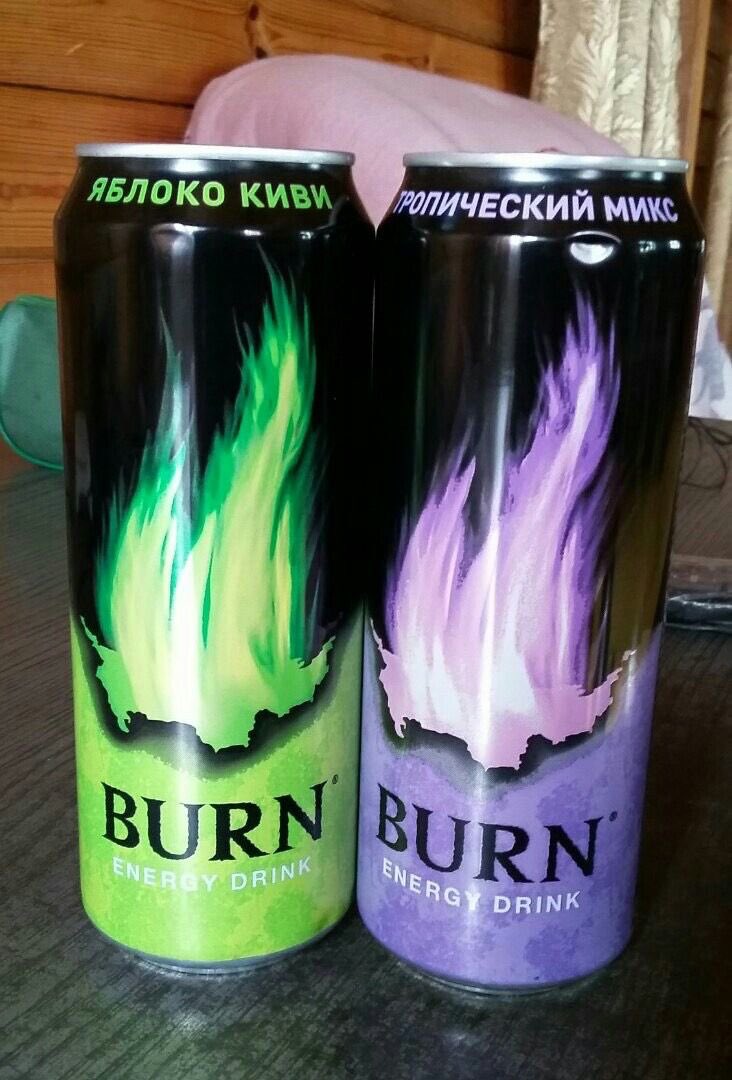 ЯБЛОКО КИВИ
BURN®
ENERGY DRINK
ТРОПИЧЕСКИЙ МИКС
BURN®
ENERGY DRINK